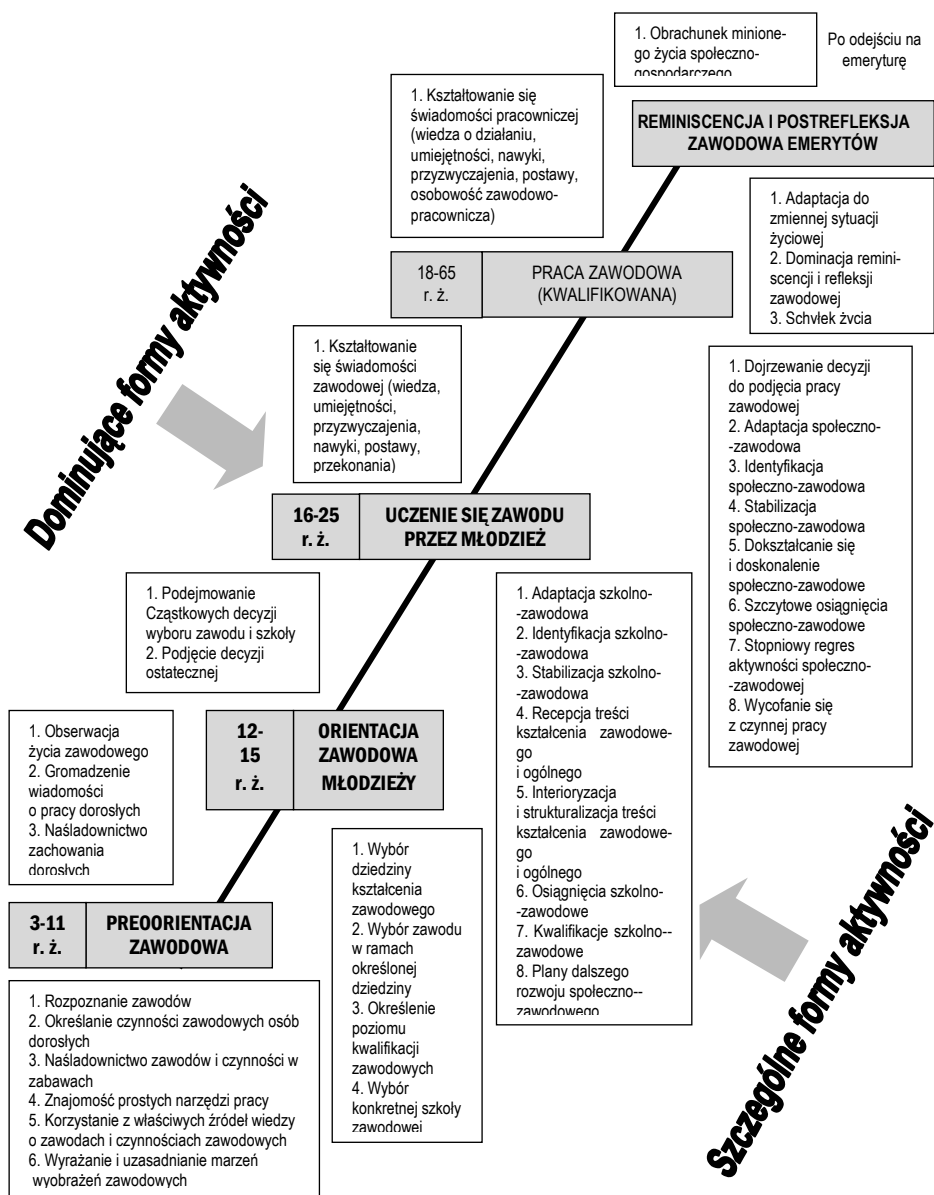 1. Obrachunek minione-
go życia społeczno-
gospodarczego
Po odejściu na
emeryturę
1. Kształtowanie się
świadomości pracowniczej
(wiedza o działaniu,
umiejętności, nawyki,
przyzwyczajenia, postawy,
osobowość zawodowo-
pracownicza)
REMINISCENCJA I POSTREFLEKSJA
ZAWODOWA EMERYTÓW
1. Adaptacja do
zmiennej sytuacji
życiowej
2. Dominacja remini-
scencji i refleksji
zawodowej
3. Schyłek życia
18-65
r. ż.
PRACA ZAWODOWA
(KWALIFIKOWANA)
Dominujące formy aktywności
1. Kształtowanie
się świadomości
zawodowej (wiedza,
umiejętności,
przyzwyczajenia,
nawyki, postawy,
przekonania)
1. Dojrzewanie decyzji
do podjęcia pracy
zawodowej
2. Adaptacja społeczno-
-zawodowa
3. Identyfikacja
społeczno-zawodowa
4. Stabilizacja
społeczno-zawodowa
5. Dokształcanie się
i doskonalenie
społeczno-zawodowe
6. Szczytowe osiągnięcia
społeczno-zawodowe
7. Stopniowy regres
aktywności społeczno-
-zawodowej
8. Wycofanie się
z czynnej pracy
zawodowej
16-25
r. ż.
UCZENIE SIĘ ZAWODU
PRZEZ MŁODZIEŻ
1. Podejmowanie
Cząstkowych decyzji
wyboru zawodu i szkoły
2. Podjęcie decyzji
ostatecznej
1. Adaptacja szkolno-
-zawodowa
2. Identyfikacja szkolno-
-zawodowa
3. Stabilizacja szkolno-
-zawodowa
4. Recepcja treści
kształcenia zawodowe-
go
i ogólnego
5. Interioryzacja
i strukturalizacja treści
kształcenia zawodowe-
go
i ogólnego
6. Osiągnięcia szkolno-
-zawodowe
7. Kwalifikacje szkolno--
zawodowe
8. Plany dalszego
rozwoju społeczno--
zawodowego
12-
15
r. ż.
ORIENTACJA
ZAWODOWA
MŁODZIEŻY
1. Obserwacja
życia zawodowego
2. Gromadzenie
wiadomości
o pracy dorosłych
3. Naśladownictwo
zachowania
dorosłych
1. Wybór
dziedziny
kształcenia
zawodowego
2. Wybór zawodu
w ramach
określonej
dziedziny
3. Określenie
poziomu
kwalifikacji
zawodowych
4. Wybór
konkretnej szkoły
zawodowej
3-11
r. ż.
PREOORIENTACJA
ZAWODOWA
1. Rozpoznanie zawodów
2. Określanie czynności zawodowych osób
dorosłych
3. Naśladownictwo zawodów i czynności w
zabawach
4. Znajomość prostych narzędzi pracy
5. Korzystanie z właściwych źródeł wiedzy
o zawodach i czynnościach zawodowych
6. Wyrażanie i uzasadnianie marzeń
wyobrażeń zawodowych
Szczególne formy aktywności